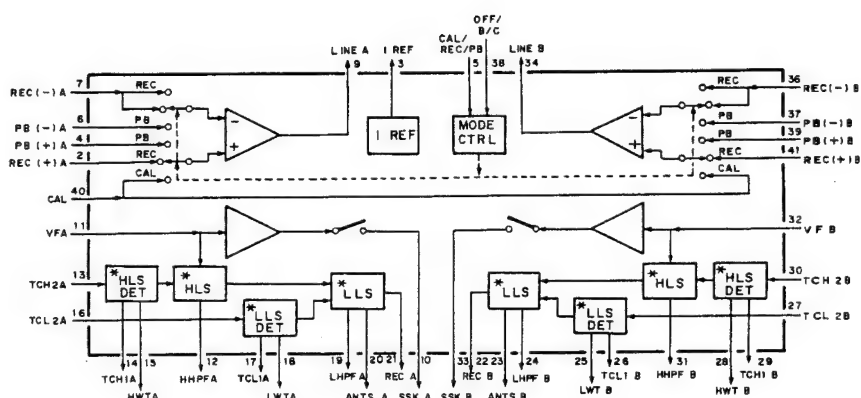 OFF/
CAL/ B/C
LINE A I REF REC/PB LINE B
9 3 5 38 34
7 REC REC 36
REC(-)A REC(-)B
6 PB PB 37
PB(-)A PB(-)B
4 PB I REF MODE CTRL PB 39
PB(+)A PB(+)B
2 REC REC 41
REC(+)A REC(+)B
- + - +
CAL CAL
40
CAL
11 32
VFA VF B
13 30
TCH2A TCH2B
*HLS DET *HLS *LLS *LLS *HLS *HLS DET
16 27
TCL2A TCL2B
*LLS DET *LLS DET
14 15 12 17 18 19 20 21 10 33 22 23 24 25 26 31 28 29
TCH1A HHPFA TCL1A LHPF A REC A REC B LHPF B TCL1 B HHPF B TCH1 B
HWTA LWTA ANTS A SSK A SSK B ANTS B LWT B HWT B